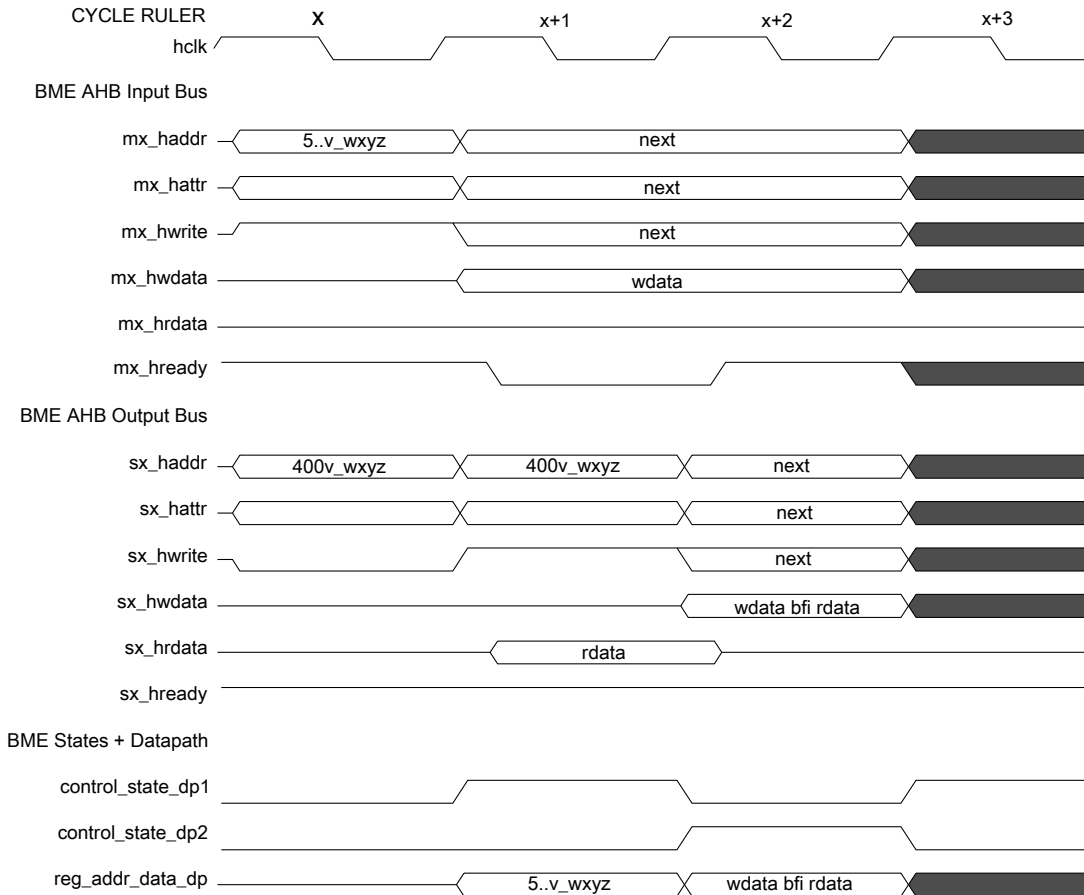 CYCLE RULER x x+1 x+2 x+3
hclk
BME AHB Input Bus
mx_haddr 5..v_wxyz next
mx_hattr next
mx_hwrite next
mx_hwdata wdata
mx_hrdata
mx_hready
BME AHB Output Bus
sx_haddr 400v_wxyz 400v_wxyz next
sx_hattr next
sx_hwrite next
sx_hwdata wdata bfi rdata
sx_hrdata rdata
sx_hready
BME States + Datapath
control_state_dp1
control_state_dp2
reg_addr_data_dp 5..v_wxyz wdata bfi rdata